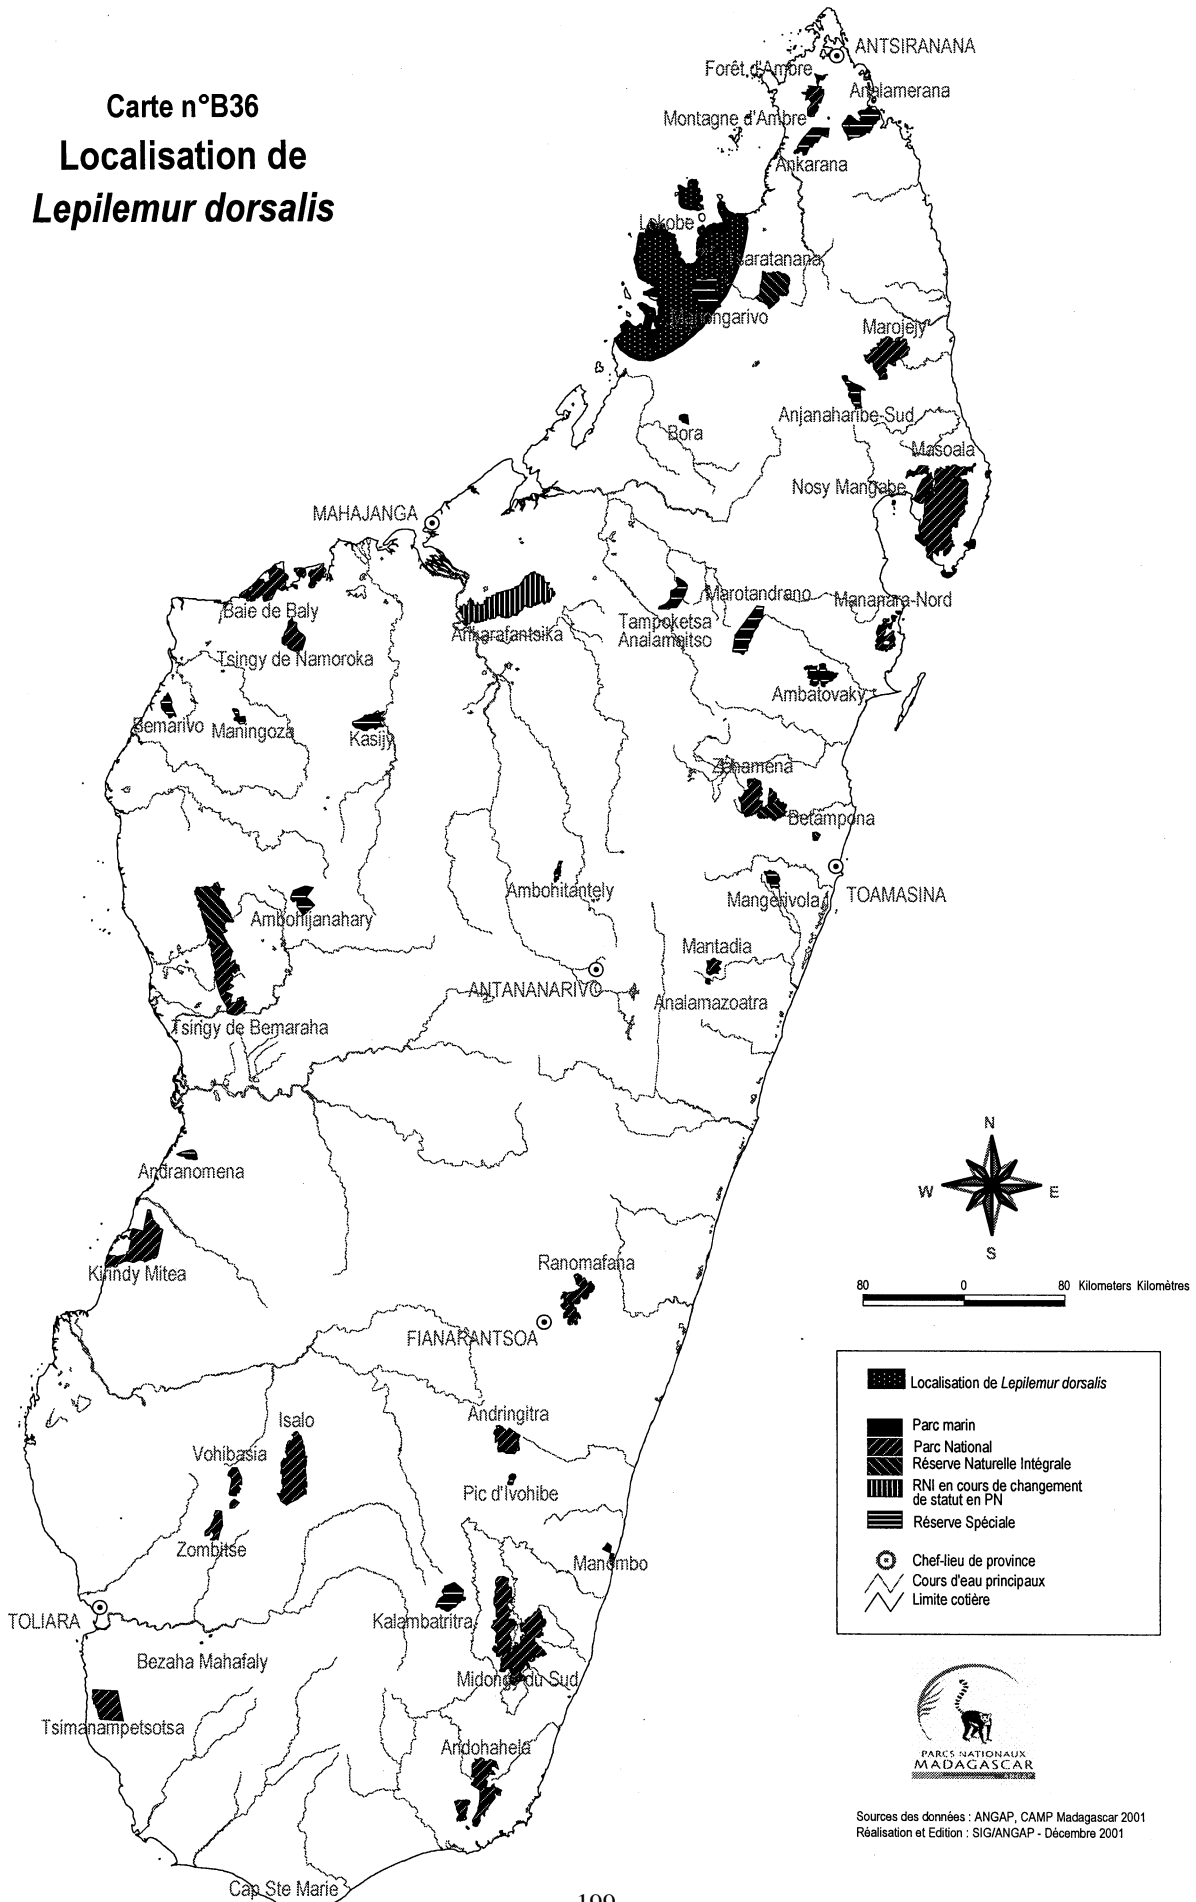 Carte n°B36
Localisation de
Lepilemur dorsalis
ANTSIRANANA
Forêt d'Ambre
Analamerana
Montagne d'Ambre
Ankarana
Lokobe
Tsaratanana
Manongarivo
Marojejy
Anjanaharibe-Sud
Bora
Masoala
Nosy Mangabe
MAHAJANGA
Baie de Baly
Ankarafantsika
Marotandrano
Mananara-Nord
Tampoketsa
Analamaitso
Tsingy de Namoroka
Ambatovaky
Bemarivo
Maningoza
Kasijy
Zahamena
Betampona
Ambohitantely
Mangerivola
TOAMASINA
Ambohijanahary
Mantadia
ANTANANARIVO
Analamazoatra
Tsingy de Bemaraha
Andranomena
N
W
E
S
Kirindy Mitea
Ranomafana
80
0
80 Kilometers Kilomètres
FIANARANTSOA
Localisation de Lepilemur dorsalis
Andringitra
Isalo
Vohibasia
Parc marin
Parc National
Réserve Naturelle Intégrale
RNI en cours de changement
de statut en PN
Réserve Spéciale
Pic d'Ivohibe
Zombitse
Manombo
Chef-lieu de province
Cours d'eau principaux
Limite cotière
TOLIARA
Kalambatritra
Bezaha Mahafaly
Midongy du Sud
Tsimanampetsotsa
Andohahela
PARCS NATIONAUX
MADAGASCAR
ANGAP
Sources des données : ANGAP, CAMP Madagascar 2001
Réalisation et Edition : SIG/ANGAP - Décembre 2001
Cap Ste Marie
199